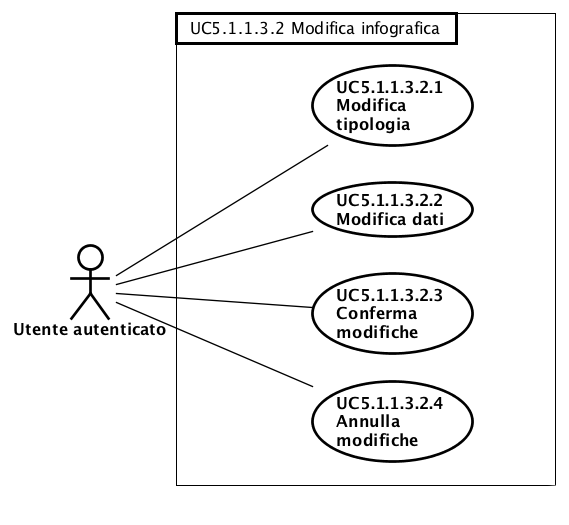 UC5.1.1.3.2 Modifica infografica
UC5.1.1.3.2.1
Modifica
tipologia
UC5.1.1.3.2.2
Modifica dati
Utente autenticato
UC5.1.1.3.2.3
Conferma
modifiche
UC5.1.1.3.2.4
Annulla
modifiche